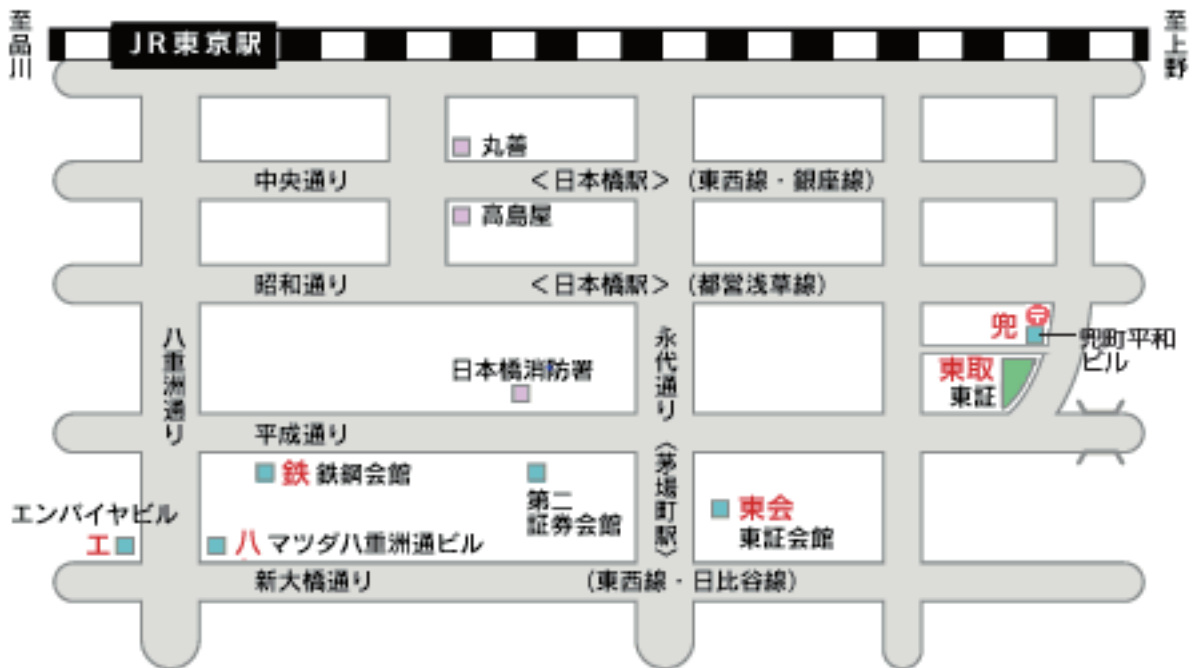 至品川
JR東京駅
至上野
丸善
中央通り
＜日本橋駅＞（東西線・銀座線）
高島屋
昭和通り
＜日本橋駅＞（都営浅草線）
兜
〒
兜町平和
ビル
八重洲通り
永代通り
〈茅場町駅〉
日本橋消防署
東取
東証
平成通り
鉄 鉄鋼会館
第二
証券会館
東会
東証会館
エンパイヤビル
エ
八 マツダ八重洲通ビル
新大橋通り
（東西線・日比谷線）